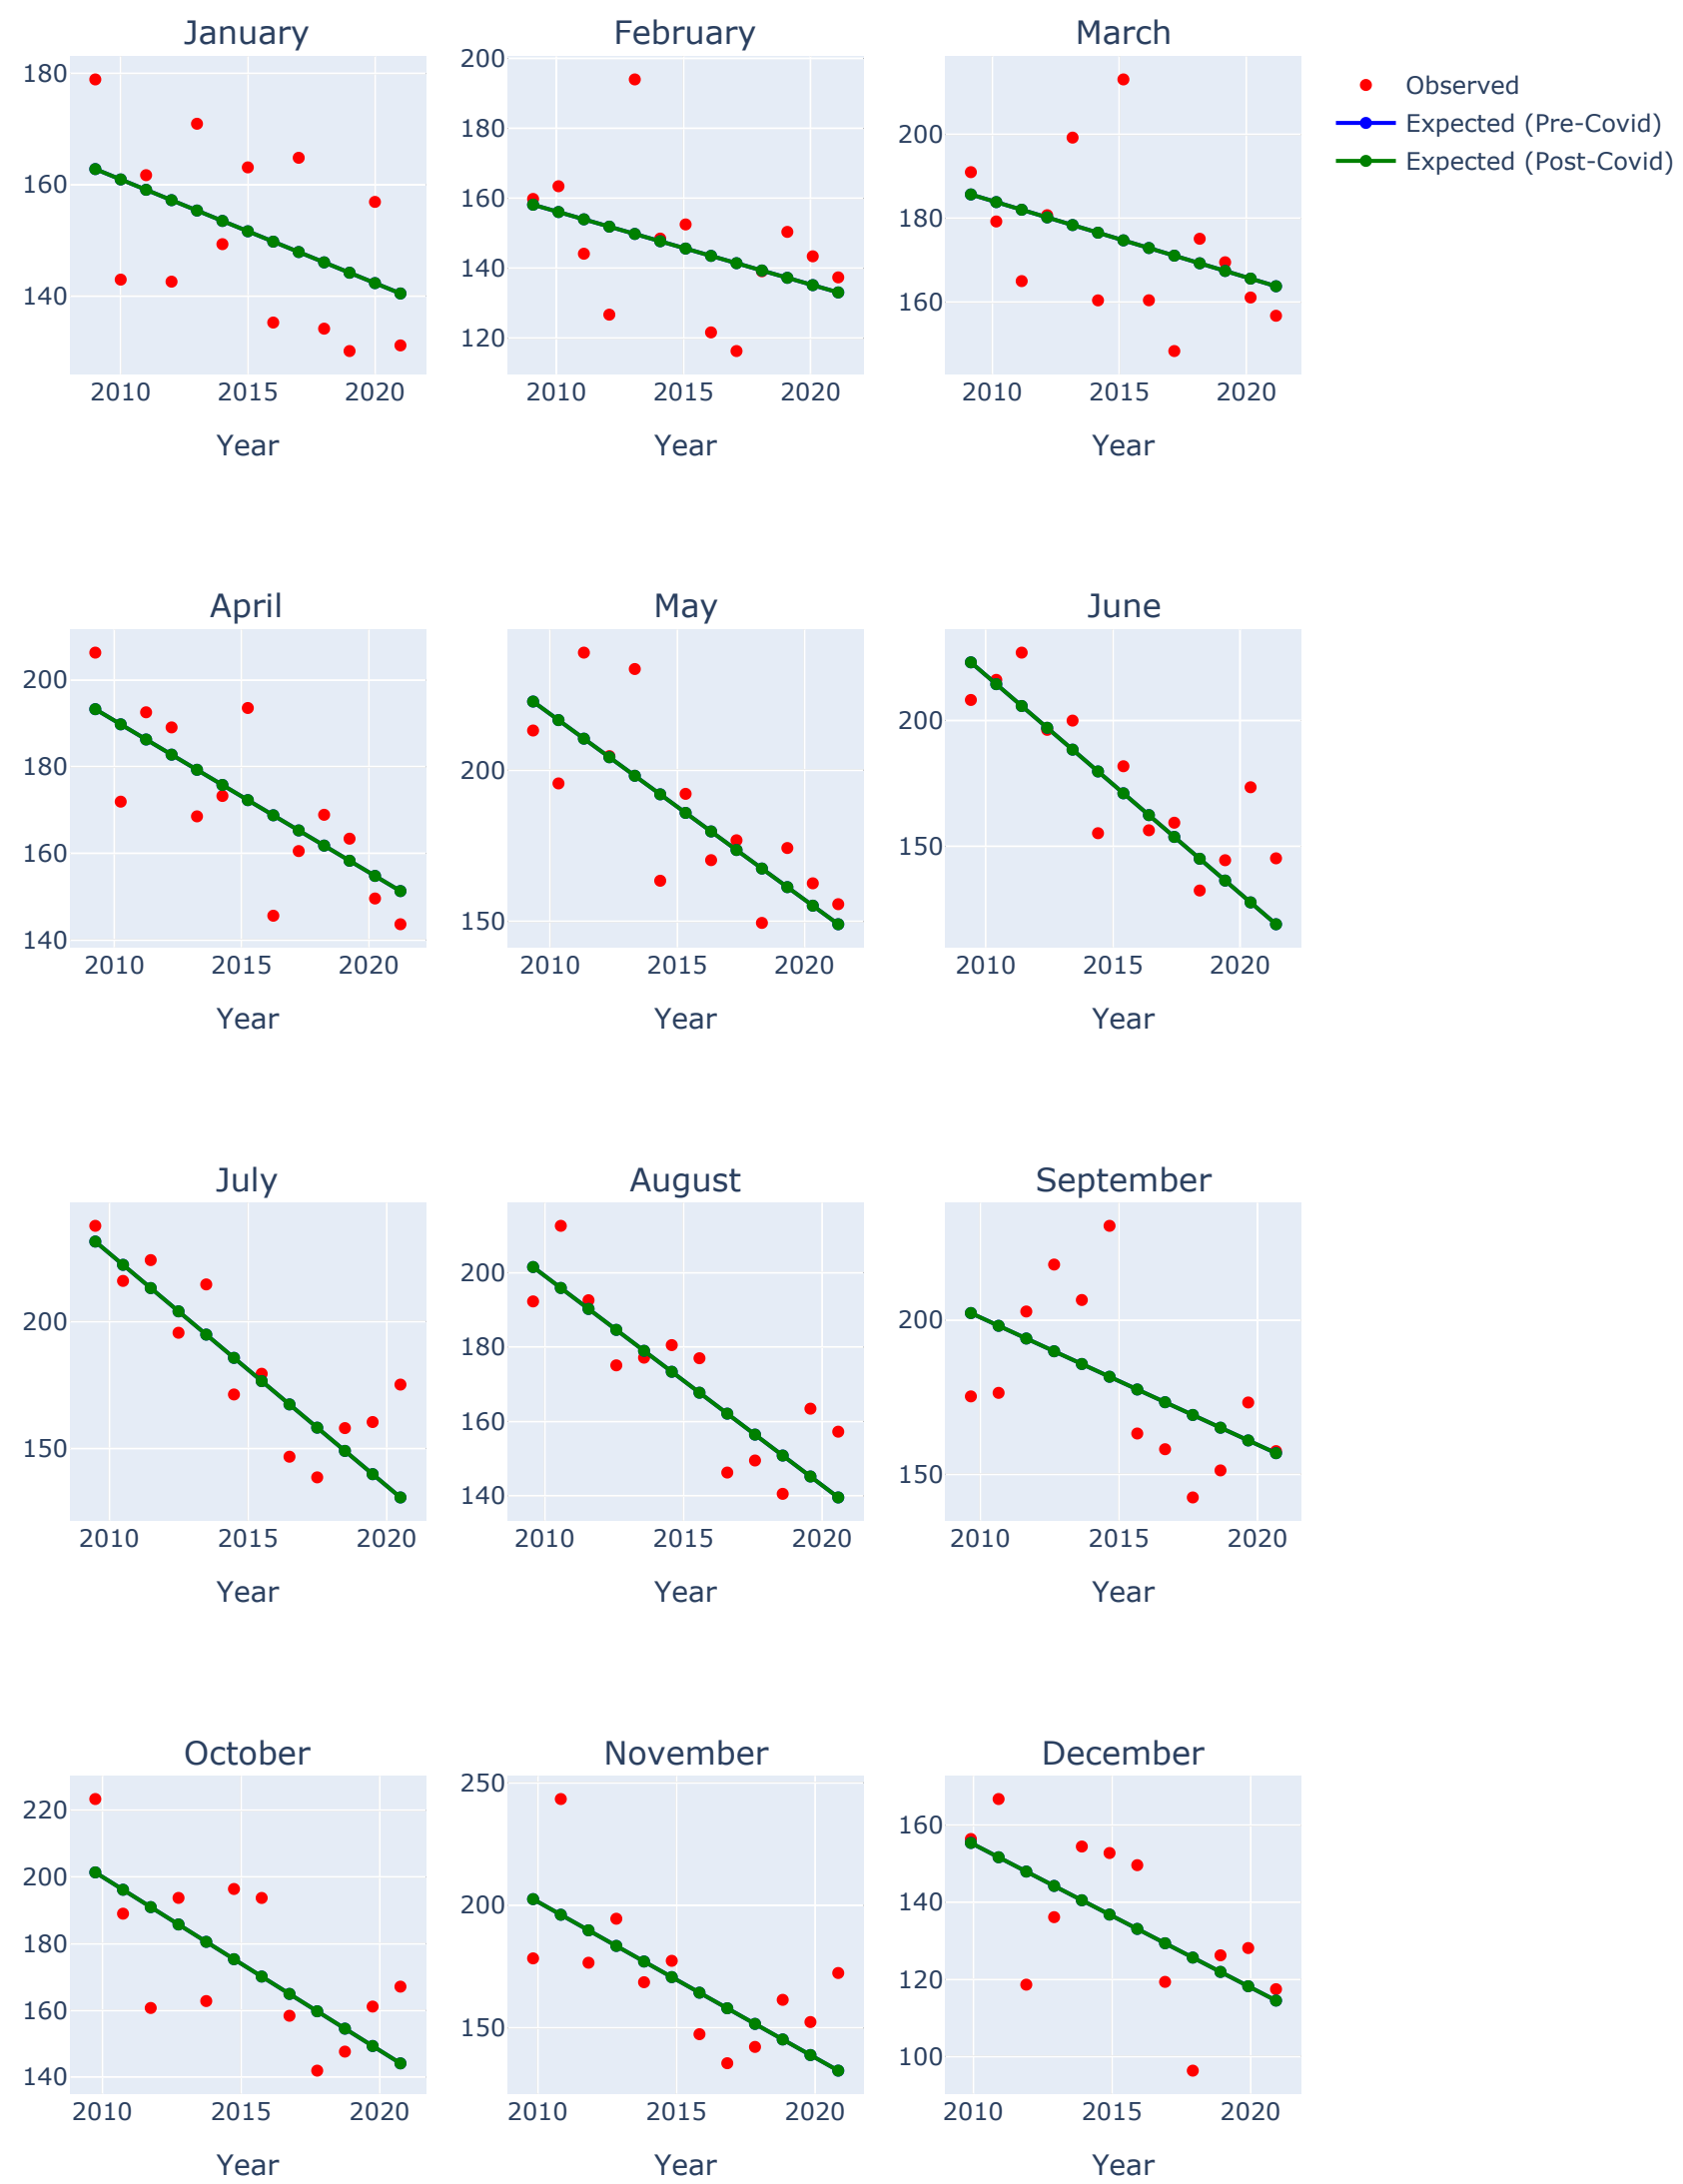 January
February
March
180
160
140
2010
2015
2020
Year
200
180
160
140
120
2010
2015
2020
Year
200
180
160
2010
2015
2020
Year
Observed
Expected (Pre-Covid)
Expected (Post-Covid)
April
May
June
200
180
160
140
2010
2015
2020
Year
200
150
2010
2015
2020
Year
200
150
2010
2015
2020
Year
July
August
September
200
150
2010
2015
2020
Year
200
180
160
140
2010
2015
2020
Year
200
150
2010
2015
2020
Year
October
November
December
220
200
180
160
140
2010
2015
2020
Year
250
200
150
2010
2015
2020
Year
160
140
120
100
2010
2015
2020
Year